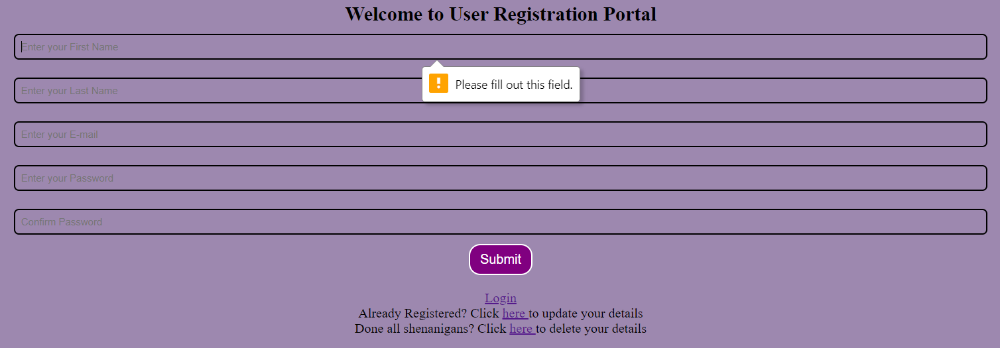 Welcome to User Registration Portal
Enter your First Name
Please fill out this field.
Enter your Last Name
Enter your E-mail
Enter your Password
Confirm Password
Submit
Login
Already Registered? Click here to update your details
Done all shenanigans? Click here to delete your details